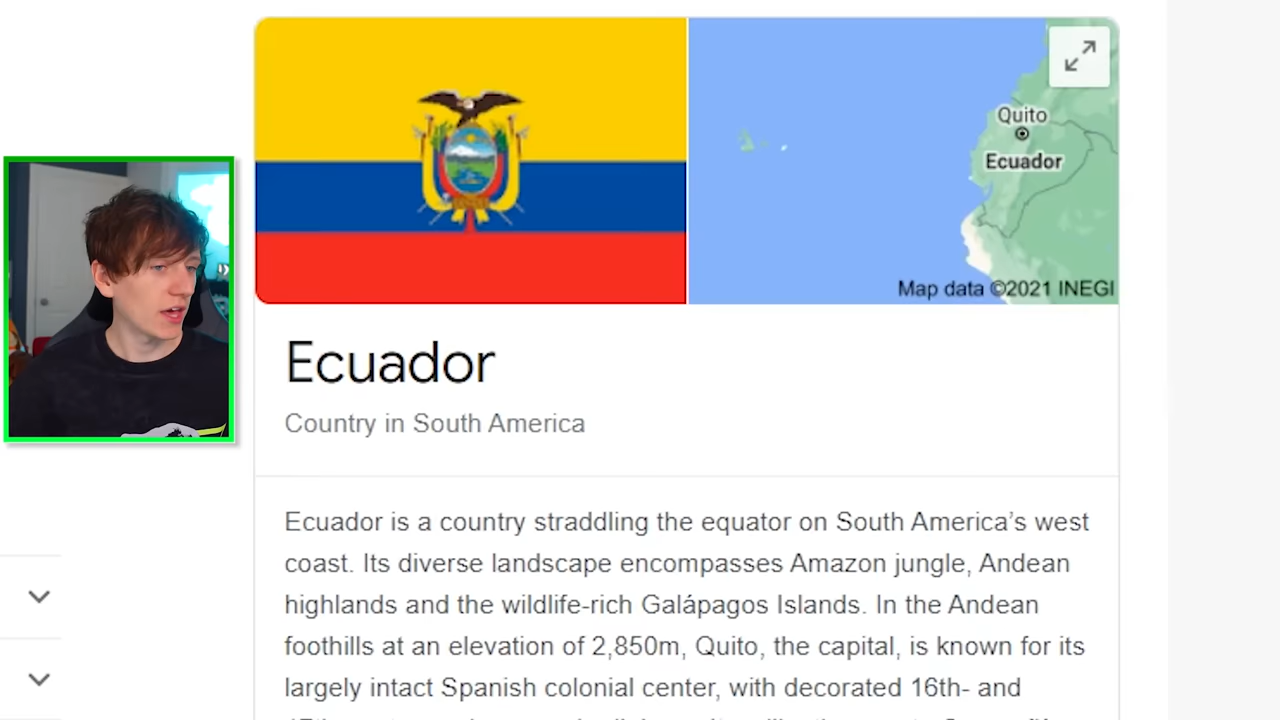 Quito
Ecuador
Map data ©2021 INEGI
Ecuador
Country in South America
Ecuador is a country straddling the equator on South America's west
coast. Its diverse landscape encompasses Amazon jungle, Andean
highlands and the wildlife-rich Galápagos Islands. In the Andean
foothills at an elevation of 2,850m, Quito, the capital, is known for its
largely intact Spanish colonial center, with decorated 16th- and